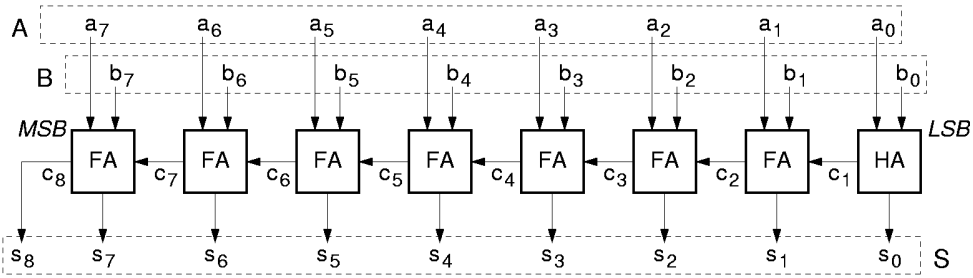 A a7 a6 a5 a4 a3 a2 a1 a0
B b7 b6 b5 b4 b3 b2 b1 b0
MSB LSB
FA FA FA FA FA FA FA HA
c8 c7 c6 c5 c4 c3 c2 c1
s8 s7 s6 s5 s4 s3 s2 s1 s0 S